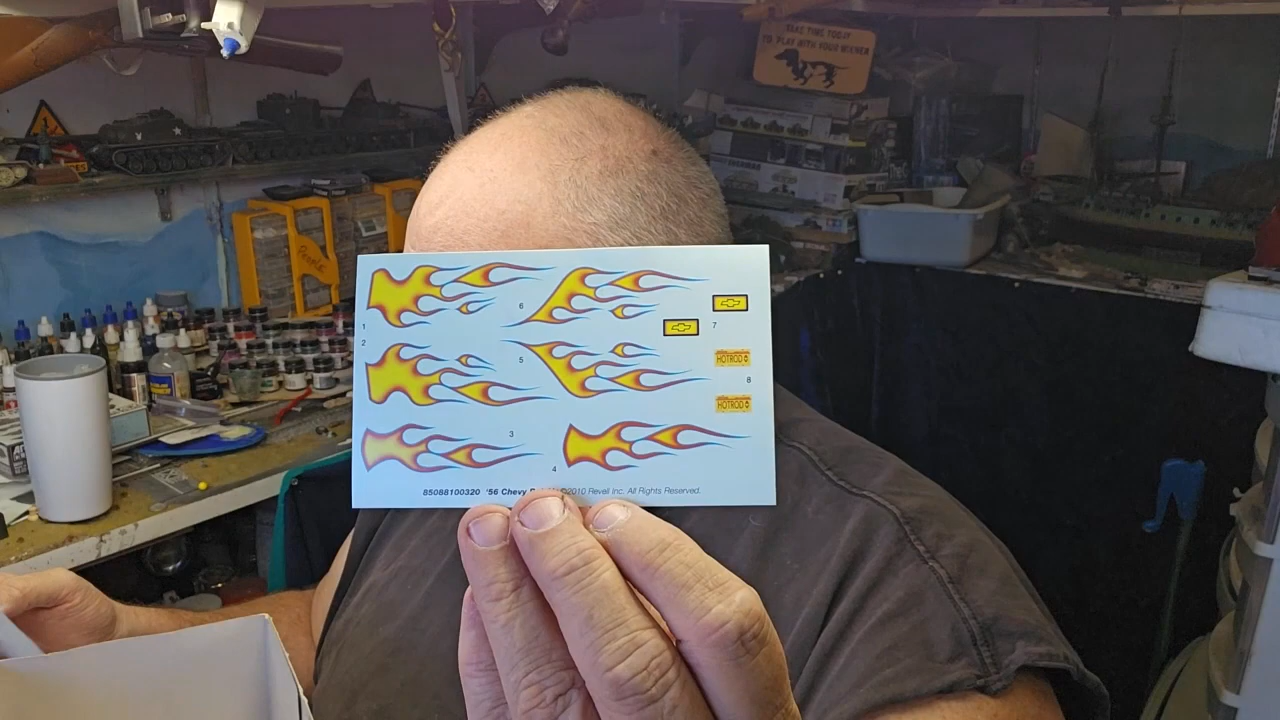 TAKE TIME TODAY
TO PLAY WITH YOUR WIENER
PEOPLE
1
2
6
7
5
8
3
4
HOTROD
HOTROD
85088100320 '56 Chevy ©2010 Revell Inc. All Rights Reserved.